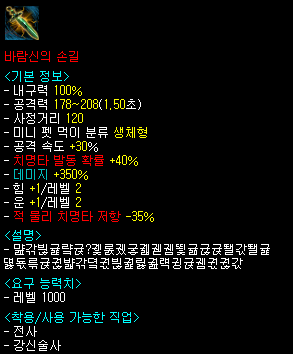 바람신의 손길
<기본 정보>
- 내구력 100%
- 공격력 178~208(1,50초)
- 사정거리 120
- 미니 펫 먹이 분류 생체형
- 공격 속도 +30%
- 치명타 발동 확률 +40%
- 데미지 +350%
- 힘 +1/레벨 2
- 운 +1/레벨 2
- 적 물리 치명타 저항 -35%
<설명>
<요구 능력치>
- 레벨 1000
<착용/사용 가능한 직업>
- 전사
- 강신술사